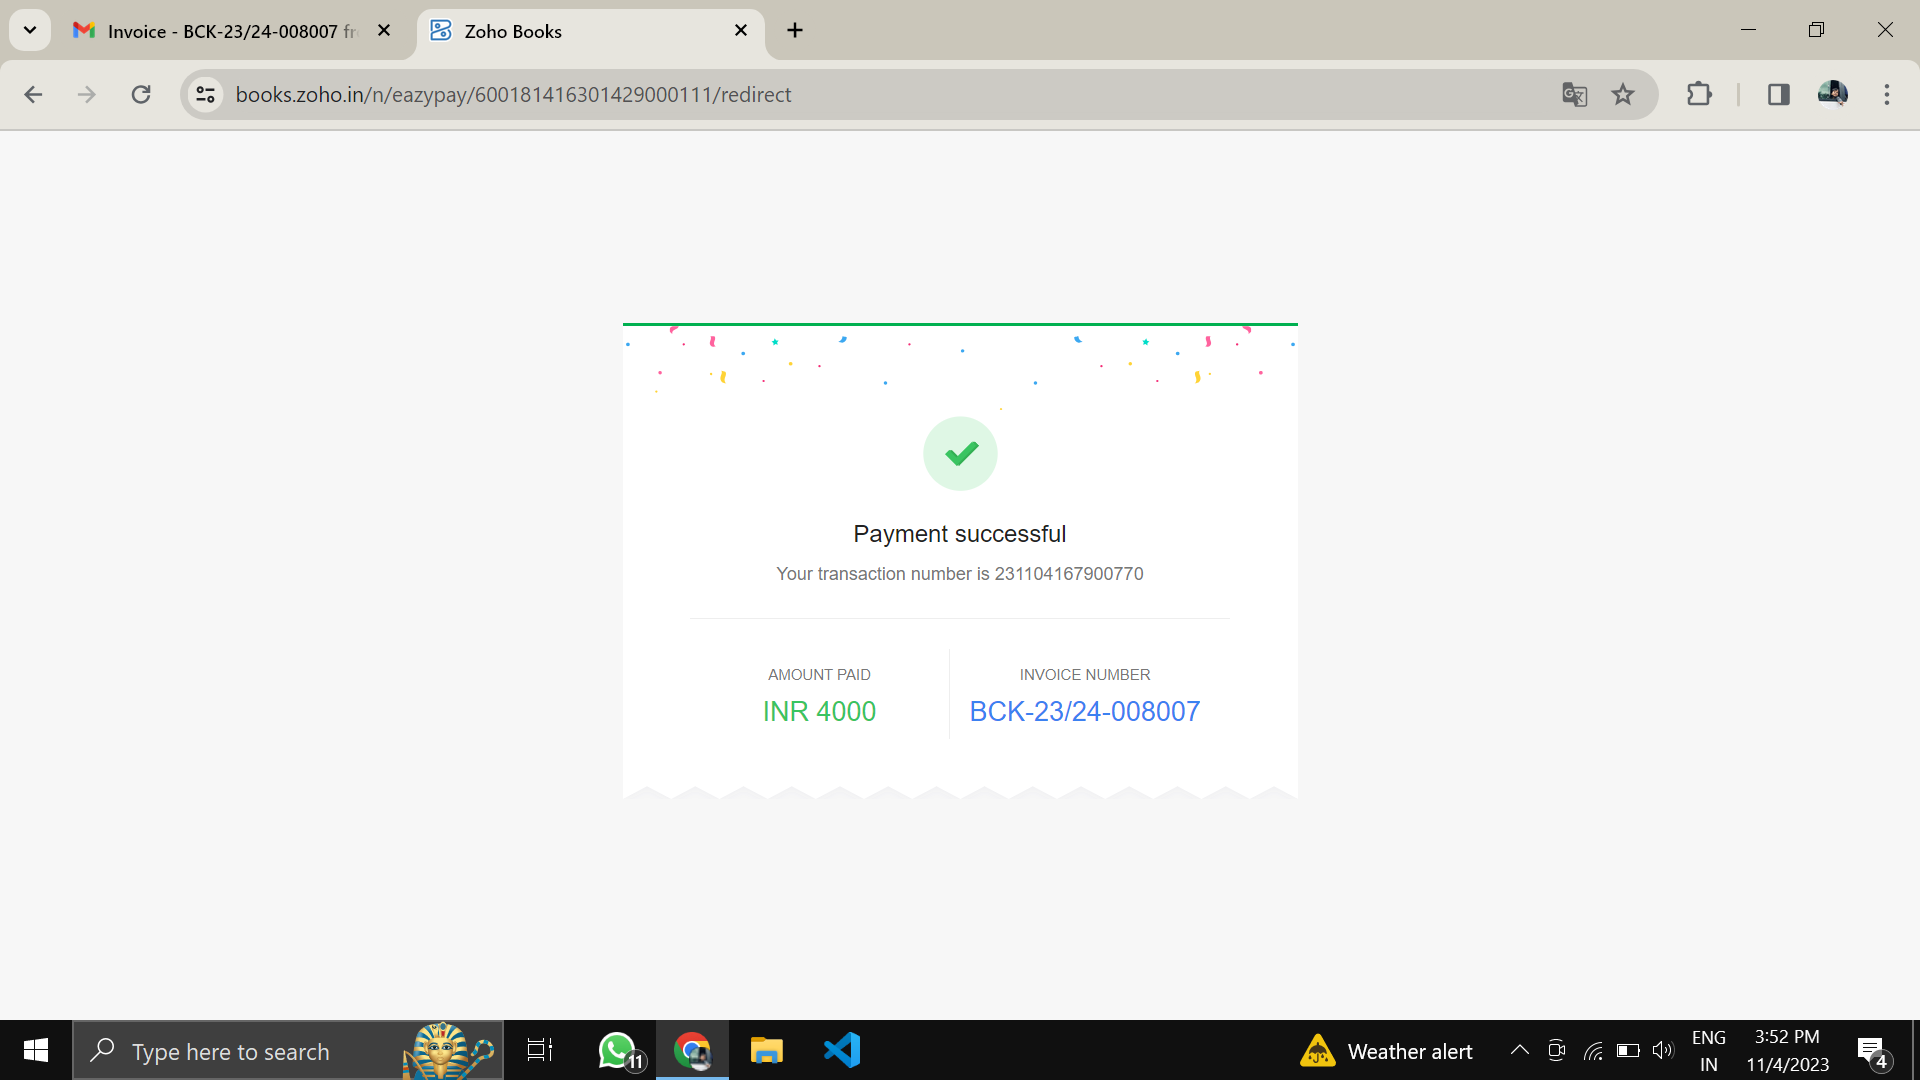 Invoice - BCK-23/24-008007 fr
Zoho Books
books.zoho.in/n/eazypay/600181416301429000111/redirect
Payment successful
Your transaction number is 231104167900770
AMOUNT PAID
INR 4000
INVOICE NUMBER
BCK-23/24-008007
Type here to search
11
Weather alert
ENG
IN
3:52 PM
11/4/2023
4